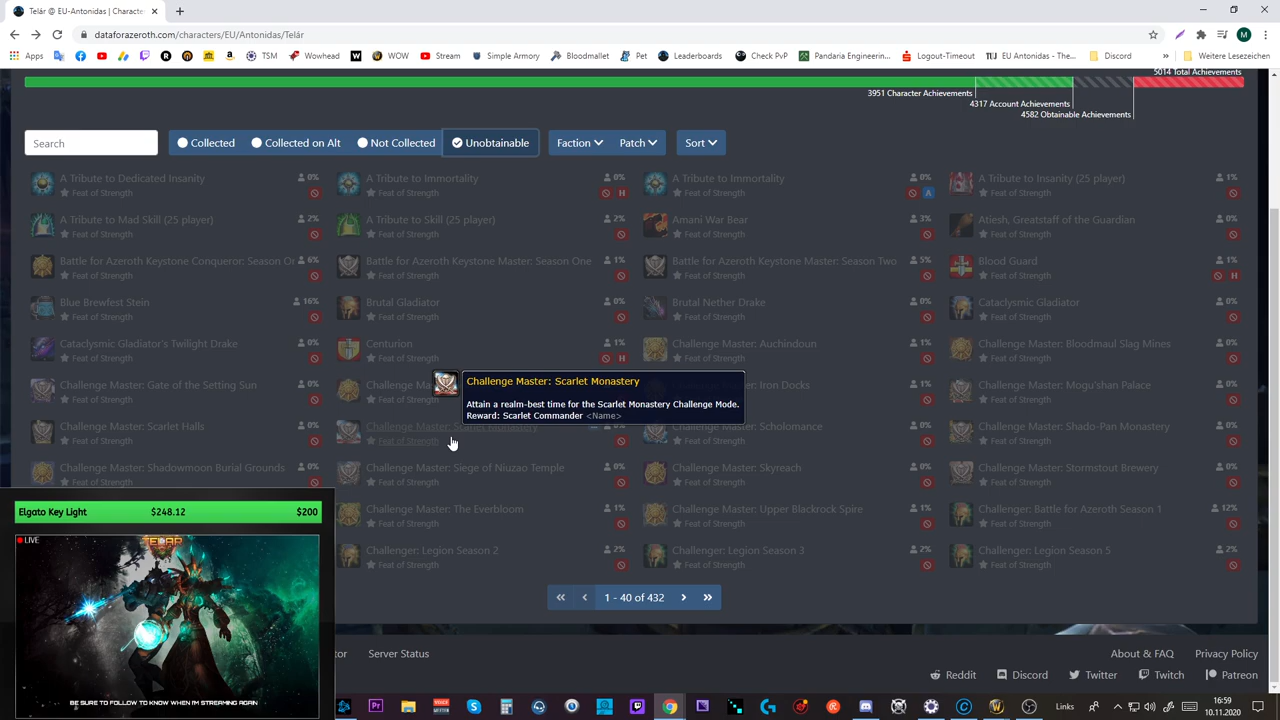 Telár @ EU-Antonidas | Characte
dataforazeroth.com/characters/EU/Antonidas/Telár
Apps TSM Wowhead WOW Stream Simple Armory Bloodmallet Pet Leaderboards Check PvP Pandaria Engineerin... Logout-Timeout EU Antonidas - The... Discord » Weitere Lesezeichen
5014 Total Achievements
3951 Character Achievements
4317 Account Achievements
4582 Obtainable Achievements
Search Collected Collected on Alt Not Collected Unobtainable Faction Patch Sort
A Tribute to Dedicated Insanity 0% A Tribute to Immortality 0% A Tribute to Immortality 0% A Tribute to Insanity (25 player) 1%
Feat of Strength Feat of Strength H Feat of Strength A Feat of Strength
A Tribute to Mad Skill (25 player) 2% A Tribute to Skill (25 player) 2% Amani War Bear 3% Atiesh, Greatstaff of the Guardian 0%
Feat of Strength Feat of Strength Feat of Strength Feat of Strength
Battle for Azeroth Keystone Conqueror: Season Or 6% Battle for Azeroth Keystone Master: Season One 1% Battle for Azeroth Keystone Master: Season Two 5% Blood Guard 1%
Feat of Strength Feat of Strength Feat of Strength Feat of Strength H
Blue Brewfest Stein 16% Brutal Gladiator 0% Brutal Nether Drake 0% Cataclysmic Gladiator 0%
Feat of Strength Feat of Strength Feat of Strength Feat of Strength
Cataclysmic Gladiator's Twilight Drake 0% Centurion 1% Challenge Master: Auchindoun 1% Challenge Master: Bloodmaul Slag Mines 0%
Feat of Strength Feat of Strength H Feat of Strength Feat of Strength
Challenge Master: Scarlet Monastery
Attain a realm-best time for the Scarlet Monastery Challenge Mode.
Reward: Scarlet Commander <Name>
Challenge Master: Gate of the Setting Sun 0% Challenge Ma Iron Docks 1% Challenge Master: Mogu'shan Palace 0%
Feat of Strength Feat of Strength
Challenge Master: Scarlet Halls 0% Challenge Master: Scarlet Monastery 0% Scholomance 0% Challenge Master: Shado-Pan Monastery 0%
Feat of Strength Feat of Strength Feat of Strength Feat of Strength
Challenge Master: Shadowmoon Burial Grounds 0% Challenge Master: Siege of Niuzao Temple 0% Challenge Master: Skyreach 0% Challenge Master: Stormstout Brewery 0%
Feat of Strength Feat of Strength Feat of Strength Feat of Strength
Challenge Master: The Everbloom 1% Challenge Master: Upper Blackrock Spire 1% Challenger: Battle for Azeroth Season 1 12%
Feat of Strength Feat of Strength Feat of Strength
Challenger: Legion Season 2 2% Challenger: Legion Season 3 2% Challenger: Legion Season 5 2%
Feat of Strength Feat of Strength Feat of Strength
« ‹ 1 - 40 of 432 › »
Elgato Key Light $248.12 $200
LIVE
TELAR
BE SURE TO FOLLOW TO KNOW WHEN I'M STREAMING AGAIN
tor Server Status About & FAQ Privacy Policy
Reddit Discord Twitter Twitch Patreon
Links 16:59
10.11.2020